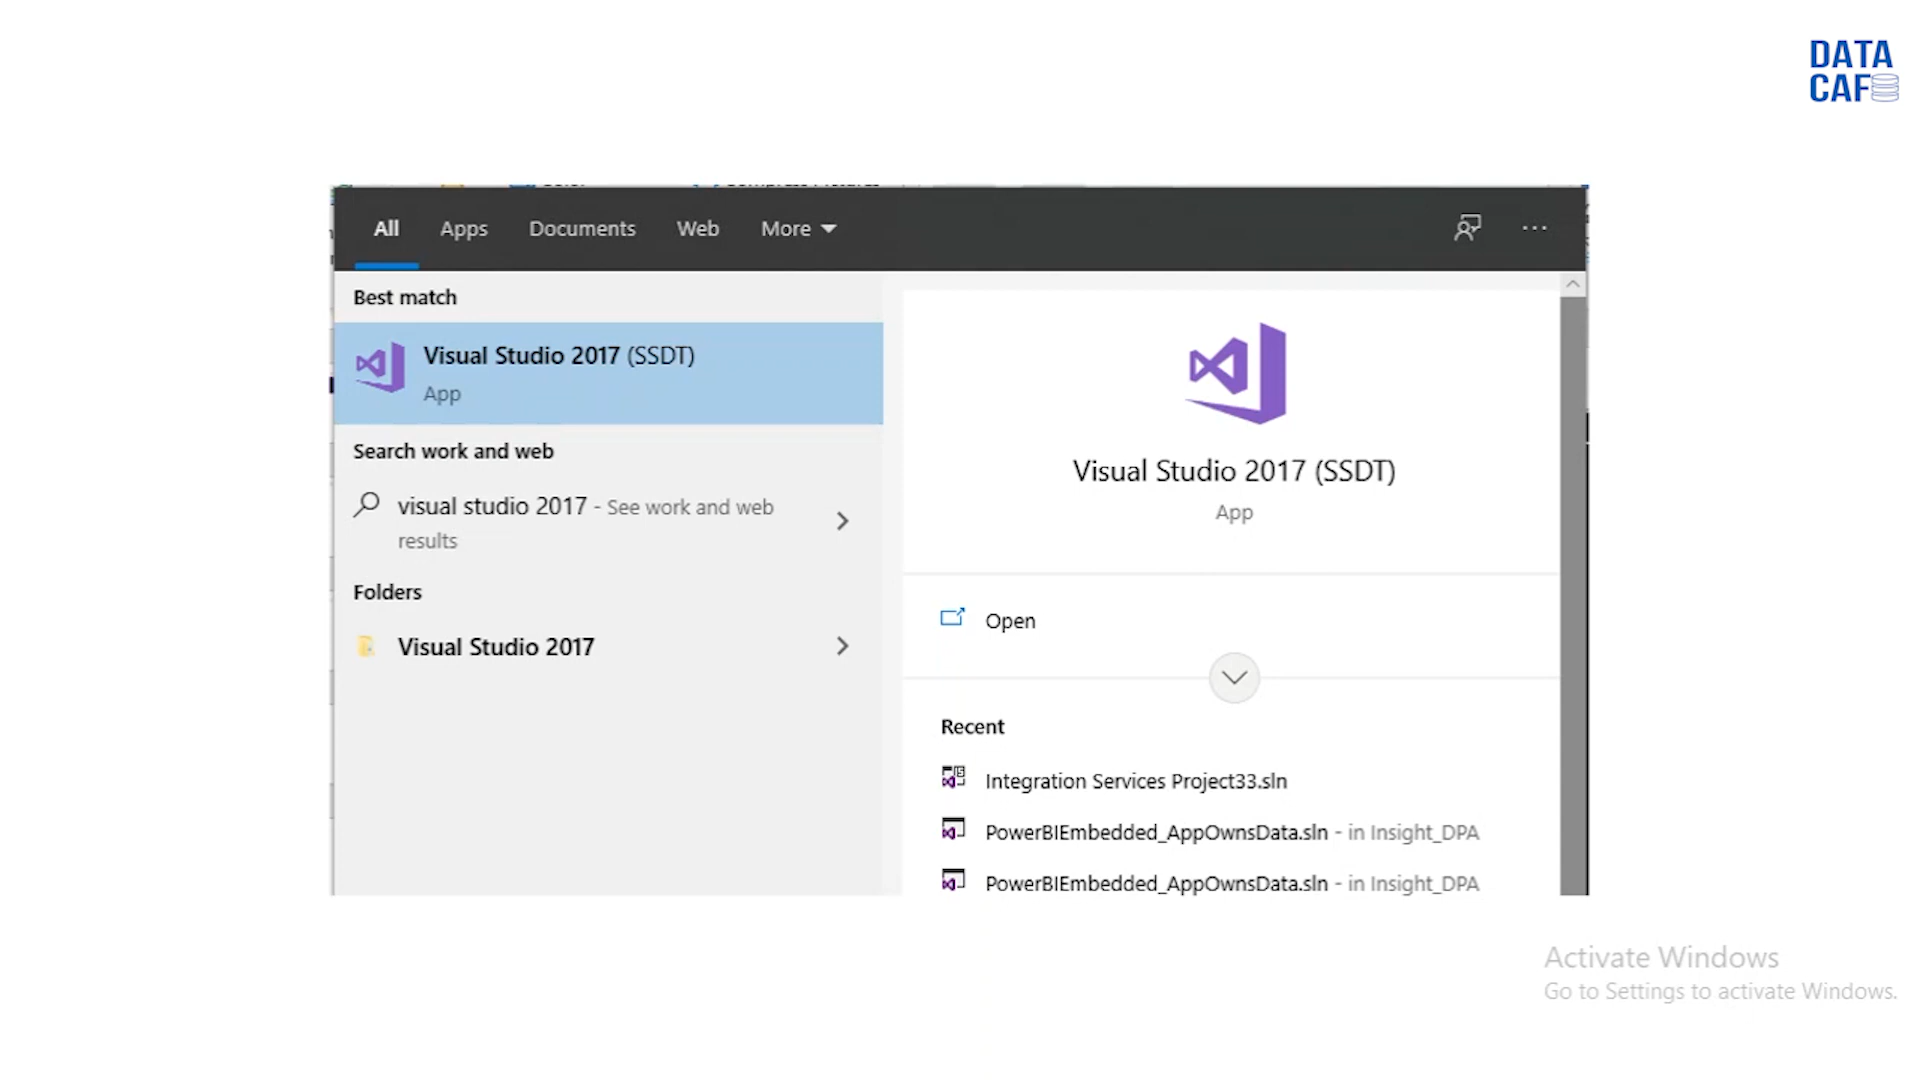 DATA
CAF
All Apps Documents Web More
Best match
Visual Studio 2017 (SSDT)
App
Search work and web
visual studio 2017 - See work and web
results
Folders
Visual Studio 2017
Visual Studio 2017 (SSDT)
App
Open
Recent
Integration Services Project33.sln
PowerBIEmbedded_AppOwnsData.sln - in Insight_DPA
PowerBIEmbedded_AppOwnsData.sln - in Insight_DPA
Activate Windows
Go to Settings to activate Windows.